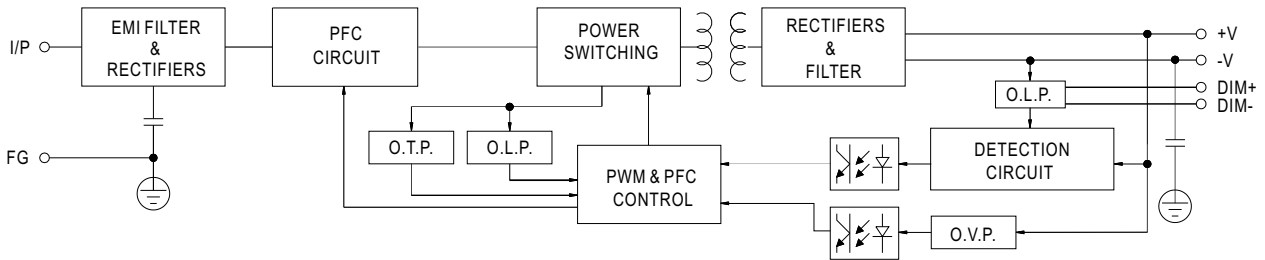 I/P
EMI FILTER
&
RECTIFIERS
PFC
CIRCUIT
POWER
SWITCHING
RECTIFIERS
&
FILTER
+V
-V
DIM+
DIM-
O.L.P.
FG
O.T.P.
O.L.P.
PWM & PFC
CONTROL
DETECTION
CIRCUIT
O.V.P.